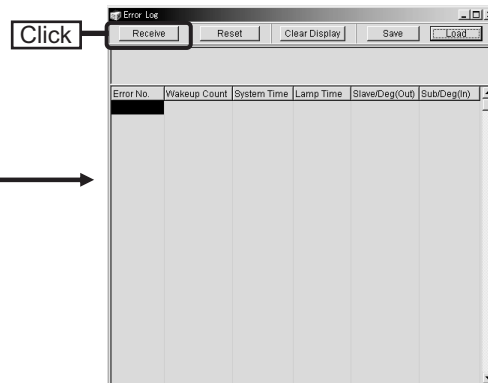 Error Log
Click
Receive Reset Clear Display Save Load
Error No. Wakeup Count System Time Lamp Time Slave/Deg(Out) Sub/Deg(In)